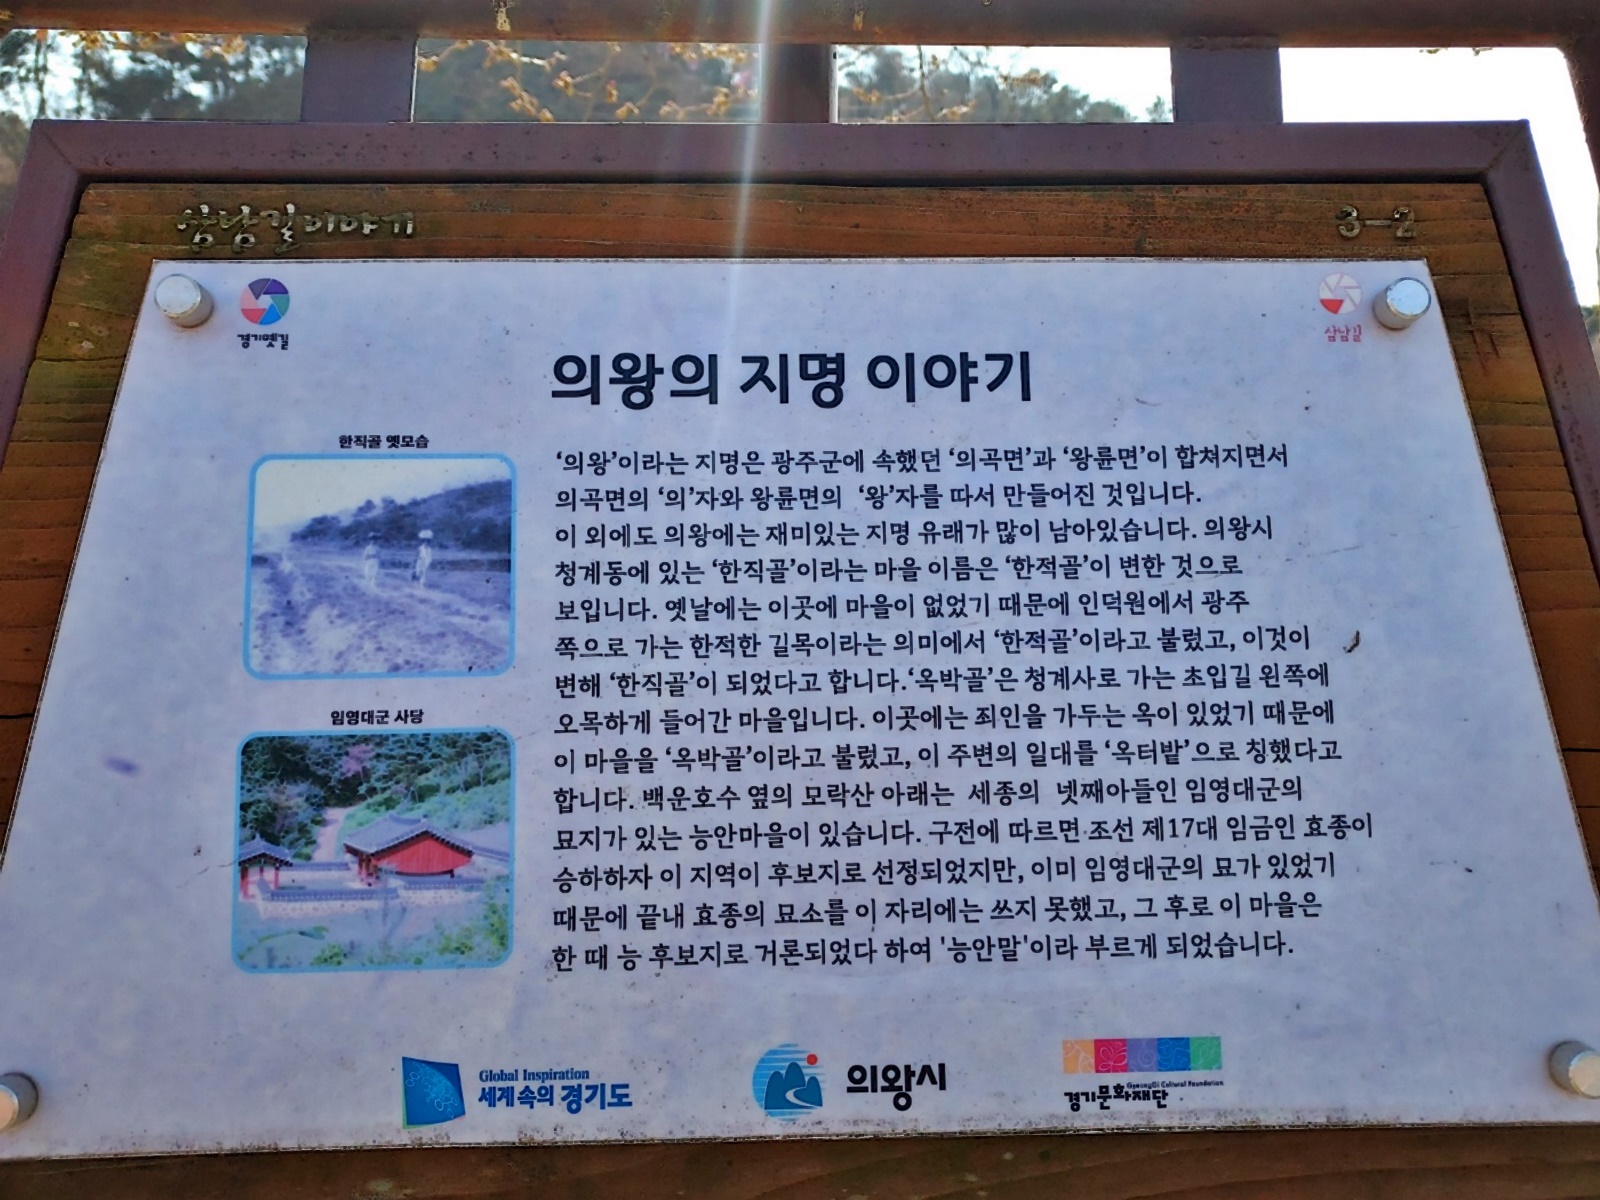 삼남길이야기
3-2
경기옛길
삼남길
의왕의 지명 이야기
한직골 옛모습
'의왕'이라는 지명은 광주군에 속했던 '의곡면'과 '왕륜면'이 합쳐지면서
의곡면의 '의'자와 왕륜면의 '왕'자를 따서 만들어진 것입니다.
이 외에도 의왕에는 재미있는 지명 유래가 많이 남아있습니다. 의왕시
청계동에 있는 '한직골'이라는 마을 이름은 '한적골'이 변한 것으로
보입니다. 옛날에는 이곳에 마을이 없었기 때문에 인덕원에서 광주
쪽으로 가는 한적한 길목이라는 의미에서 '한적골'이라고 불렀고, 이것이
변해 '한직골'이 되었다고 합니다.'옥박골'은 청계사로 가는 초입길 왼쪽에
오목하게 들어간 마을입니다. 이곳에는 죄인을 가두는 옥이 있었기 때문에
이 마을을 '옥박골'이라고 불렀고, 이 주변의 일대를 '옥터밭'으로 칭했다고
합니다. 백운호수 옆의 모락산 아래는 세종의 넷째아들인 임영대군의
묘지가 있는 능안마을이 있습니다. 구전에 따르면 조선 제17대 임금인 효종이
승하하자 이 지역이 후보지로 선정되었지만, 이미 임영대군의 묘가 있었기
때문에 끝내 효종의 묘소를 이 자리에는 쓰지 못했고, 그 후로 이 마을은
한 때 능 후보지로 거론되었다 하여 '능안말'이라 부르게 되었습니다.
임영대군 사당
Global Inspiration
세계속의 경기도
의왕시
GyeongGi Cultural Foundation
경기문화재단